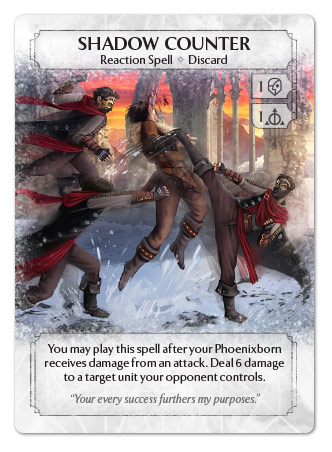 SHADOW COUNTER
Reaction Spell ⟐ Discard
1
1
You may play this spell after your Phoenixborn
receives damage from an attack. Deal 6 damage
to a target unit your opponent controls.
"Your every success furthers my purposes."